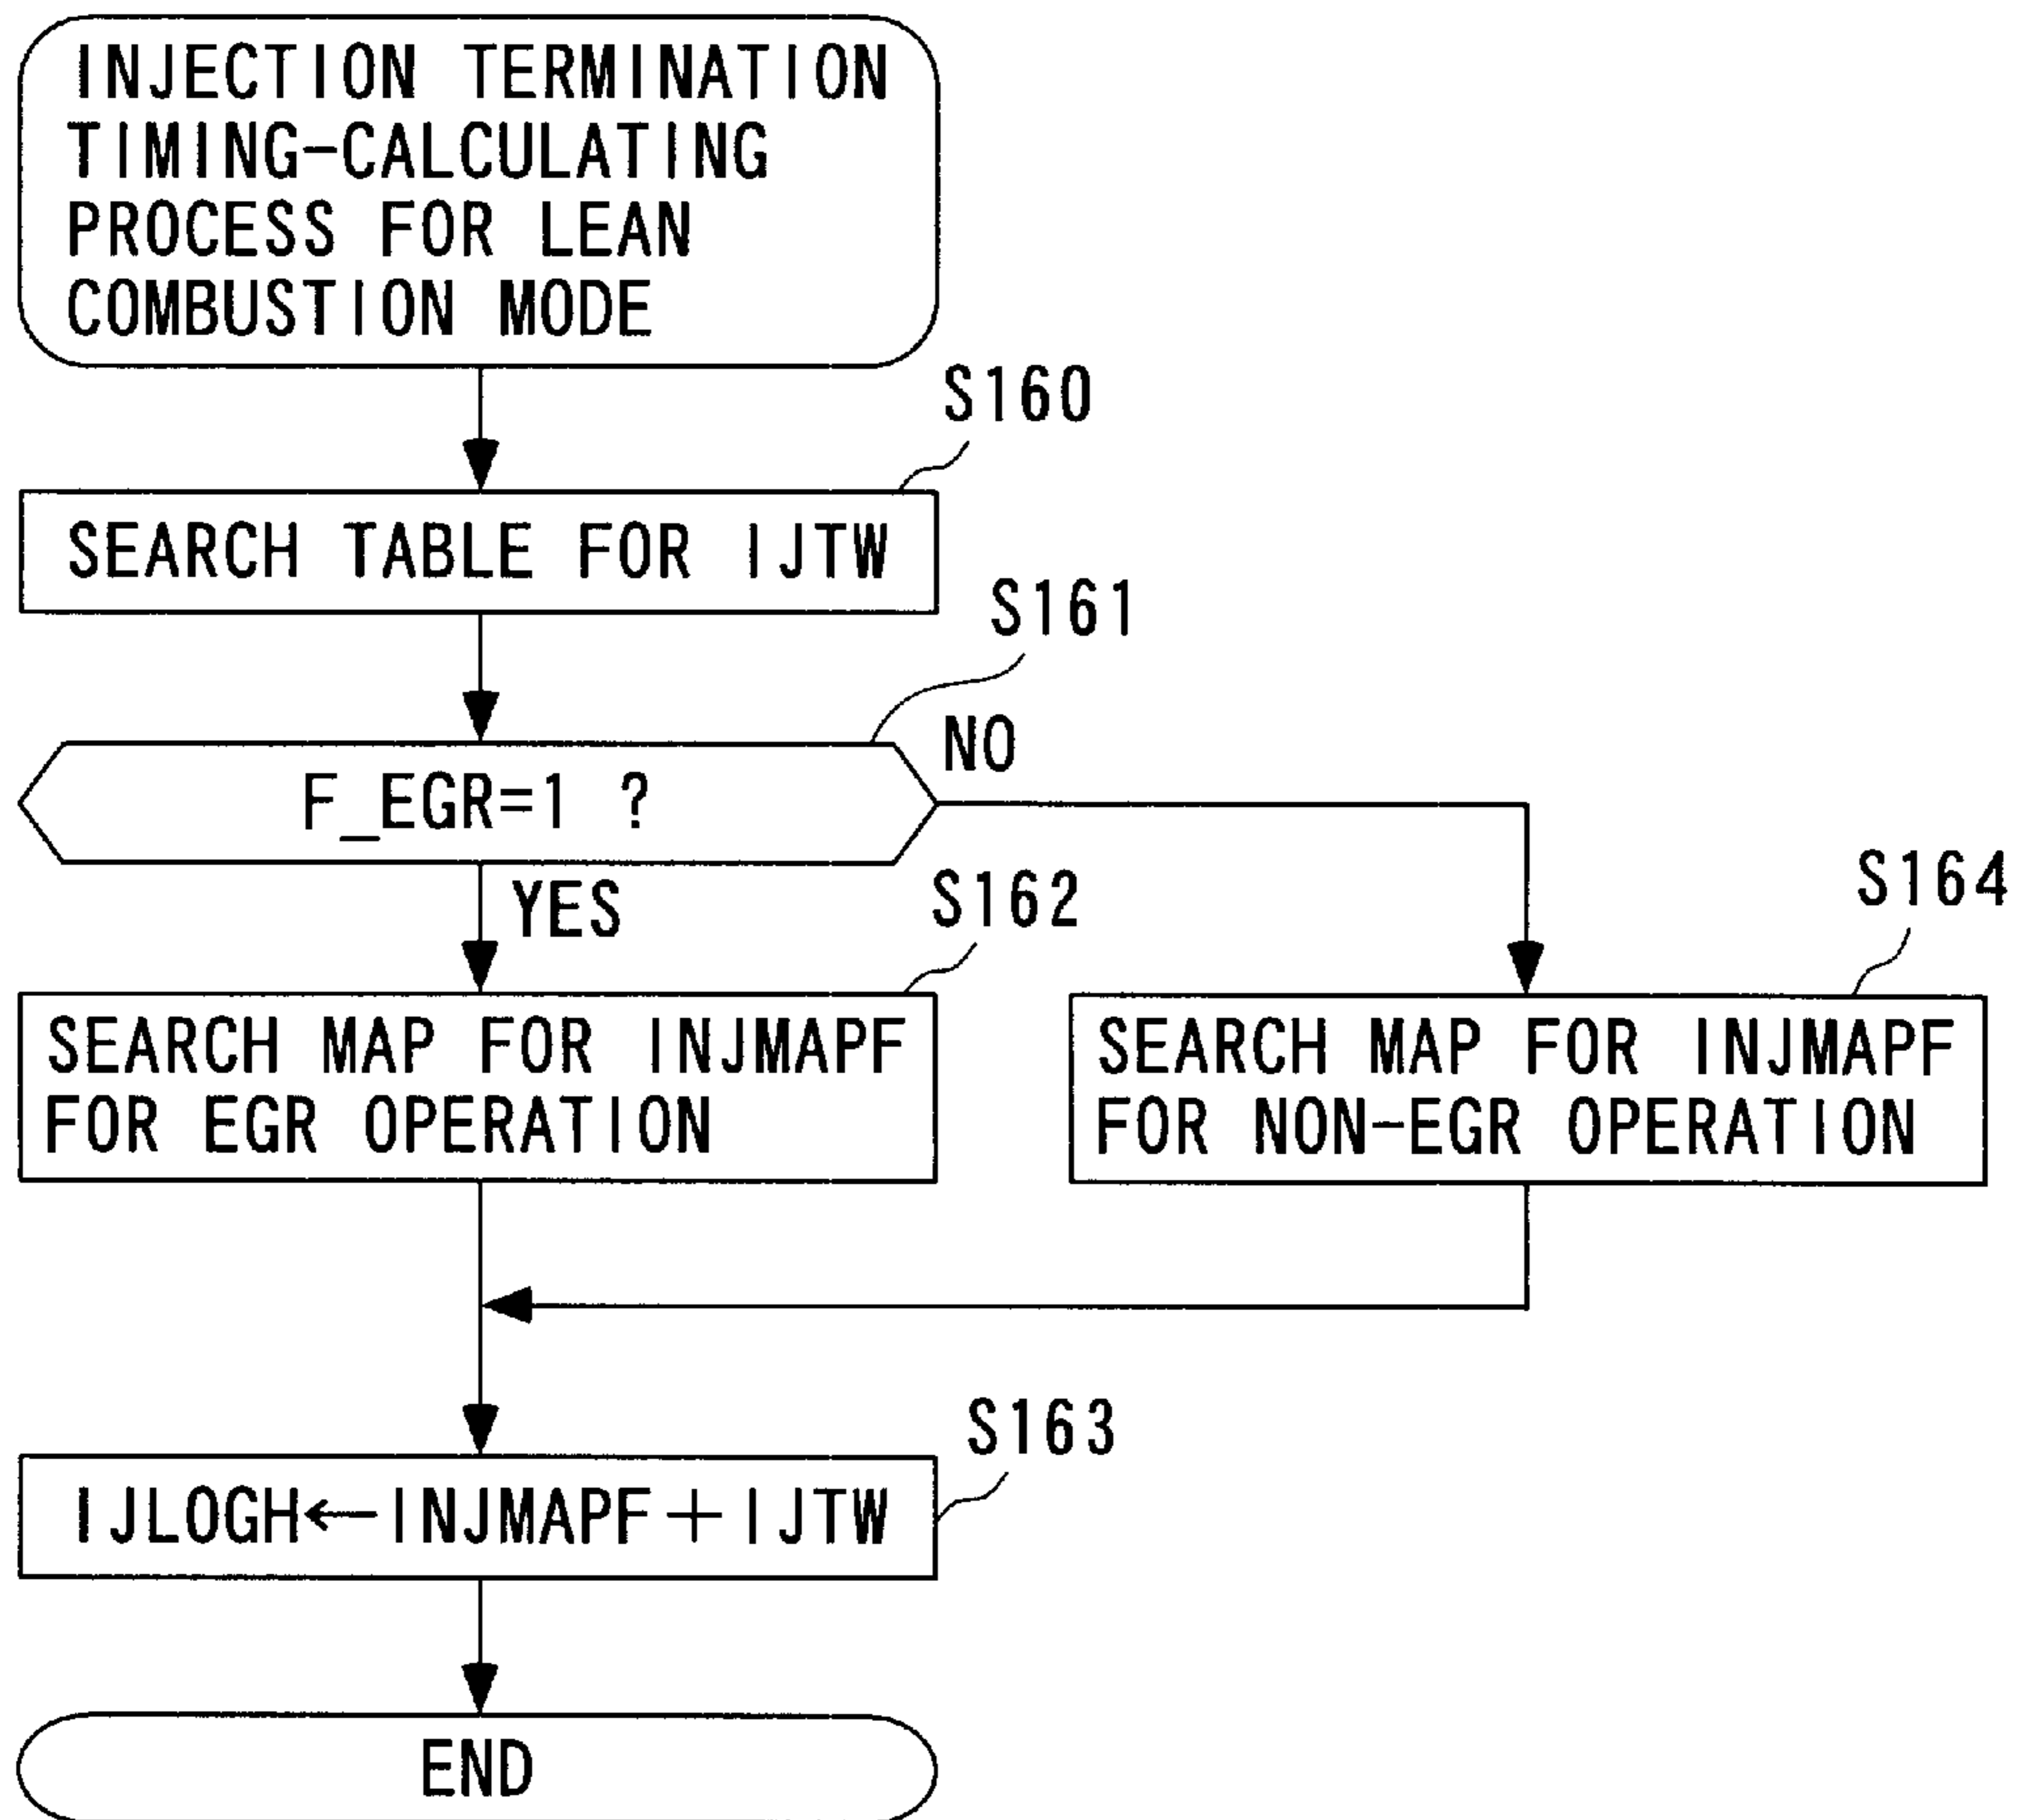 INJECTION TERMINATION
TIMING-CALCULATING
PROCESS FOR LEAN
COMBUSTION MODE
S160
SEARCH TABLE FOR IJTW
S161
F_EGR=1 ?
NO
YES
S162
SEARCH MAP FOR INJMAPF
FOR EGR OPERATION
S164
SEARCH MAP FOR INJMAPF
FOR NON-EGR OPERATION
S163
IJLOGH←INJMAPF+IJTW
END